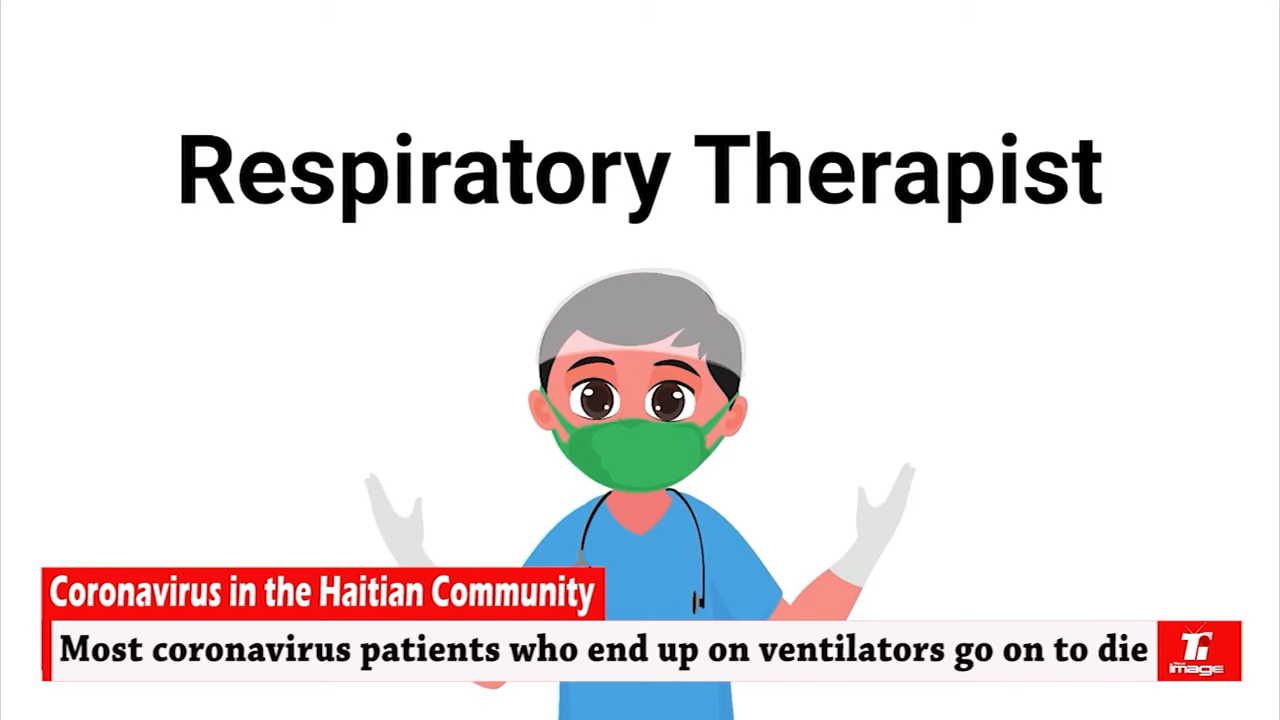 Respiratory Therapist
Coronavirus in the Haitian Community
Most coronavirus patients who end up on ventilators go on to die
image